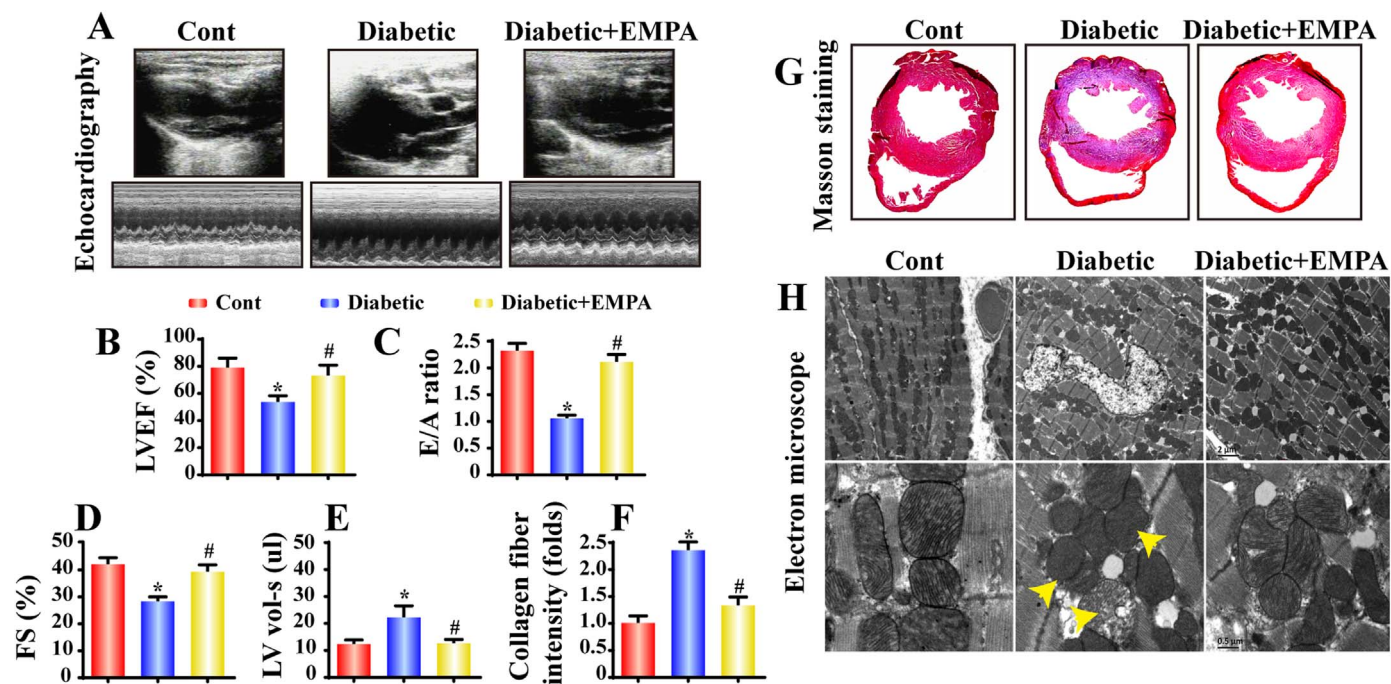 A
Cont Diabetic Diabetic+EMPA
Echocardiography
Cont Diabetic Diabetic+EMPA
B
LVEF (%)
100
80
60
40
20
0
*
#
C
E/A ratio
2.5
2.0
1.5
1.0
0.5
0
*
#
D
FS (%)
50
40
30
20
10
0
*
#
E
LV vol-s (ul)
50
40
30
20
10
0
*
#
F
Collagen fiber
intensity (folds)
2.5
2.0
1.5
1.0
0.5
0
*
#
G
Cont Diabetic Diabetic+EMPA
Masson staining
H
Cont Diabetic Diabetic+EMPA
Electron microscope
2 μm
0.5 μm